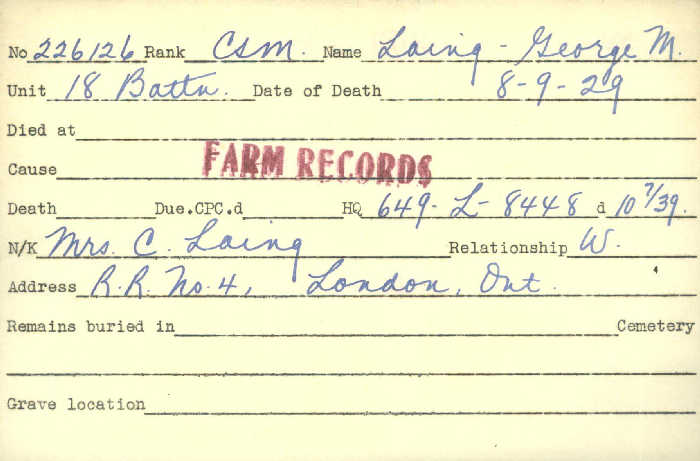 No 226126 Rank CSM. Name Laing - George M.
Unit 18 Battn. Date of Death 8-9-29
Died at
Cause FARM RECORDS
Death Due.CPC.d HQ 649-L-8448 d 10 7/39.
N/K Mrs. C. Laing Relationship W.
Address R.R. No. 4, London, Ont.
Remains buried in Cemetery
Grave location